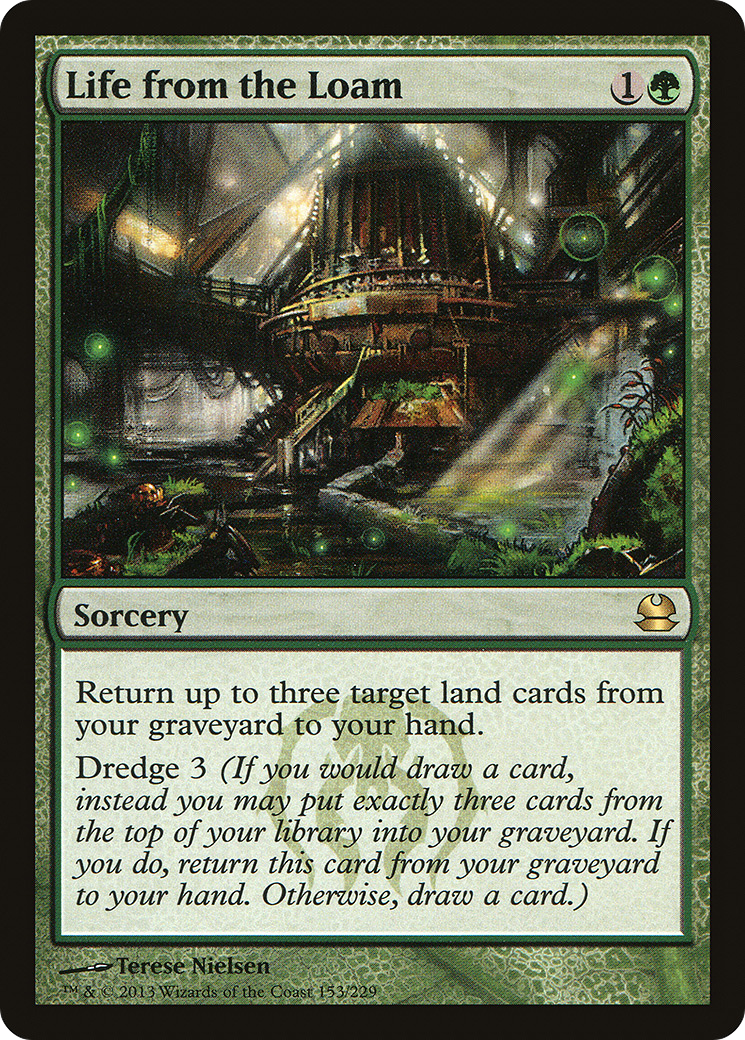 Life from the Loam 1
Sorcery
Return up to three target land cards from
your graveyard to your hand.
Dredge 3 (If you would draw a card,
instead you may put exactly three cards from
the top of your library into your graveyard. If
you do, return this card from your graveyard
to your hand. Otherwise, draw a card.)
Terese Nielsen
™ & © 2013 Wizards of the Coast 153/229